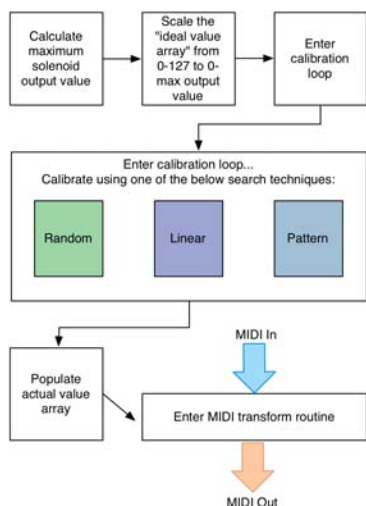 Calculate
maximum
solenoid
output value
Scale the
"ideal value
array" from
0-127 to 0-
max output
value
Enter
calibration
loop
Enter calibration loop...
Calibrate using one of the below search techniques:
Random
Linear
Pattern
MIDI In
Populate
actual value
array
Enter MIDI transform routine
MIDI Out